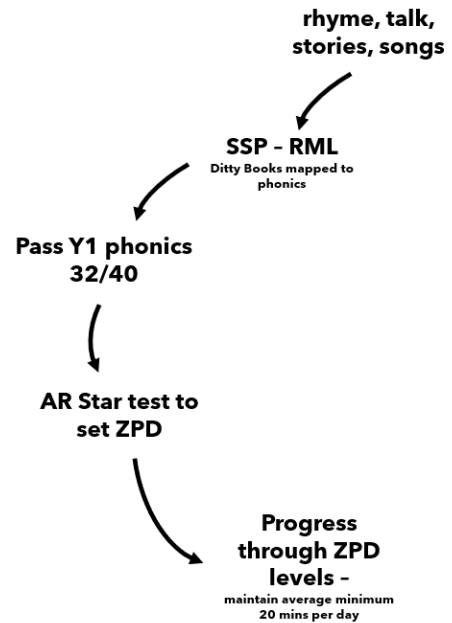 rhyme, talk,
stories, songs
SSP – RML
Ditty Books mapped to
phonics
Pass Y1 phonics
32/40
AR Star test to
set ZPD
Progress
through ZPD
levels –
maintain average minimum
20 mins per day